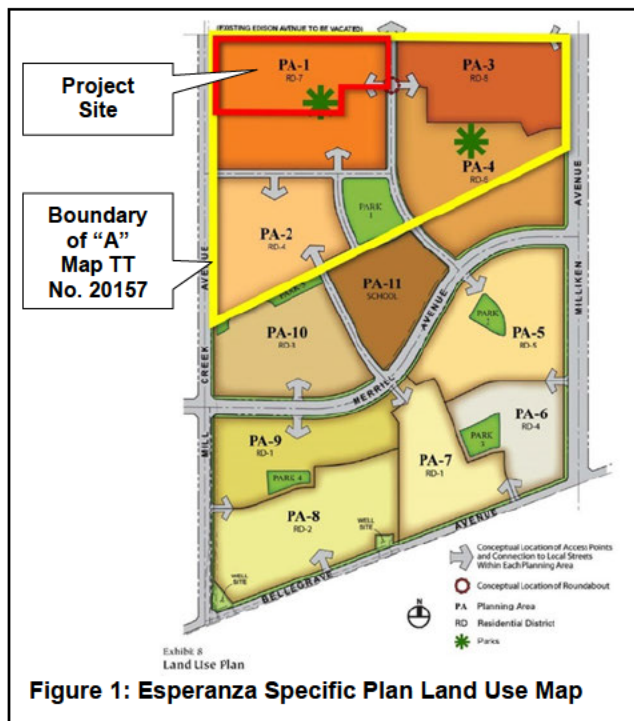 (EXISTING EDISON AVENUE TO BE VACATED)
Project
Site
PA-1
RD-7
PA-3
RD-8
PA-4
RD-6
Boundary
of “A”
Map TT
No. 20157
PA-2
RD-4
PARK
1
PA-11
SCHOOL
PA-10
RD-3
PA-5
RD-5
PARK
2
MILL CREEK AVENUE
MILLIKEN AVENUE
MERRILL AVENUE
PA-9
RD-1
PARK 4
PA-7
RD-1
PA-6
RD-4
PARK
3
PA-8
RD-2
WELL
SITE
WELL
SITE
BELLEGRAVE AVENUE
Conceptual Location of Access Points
and Connection to Local Streets
Within Each Planning Area
Conceptual Location of Roundabout
PA Planning Area
RD Residential District
Parks
N
Exhibit 8
Land Use Plan
Figure 1: Esperanza Specific Plan Land Use Map